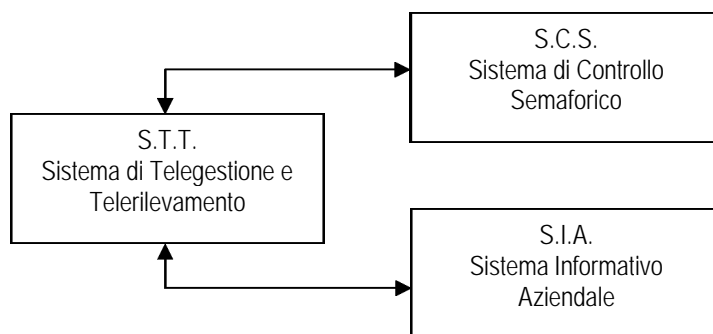 S.C.S.
Sistema di Controllo
Semaforico
S.T.T.
Sistema di Telegestione e
Telerilevamento
S.I.A.
Sistema Informativo
Aziendale